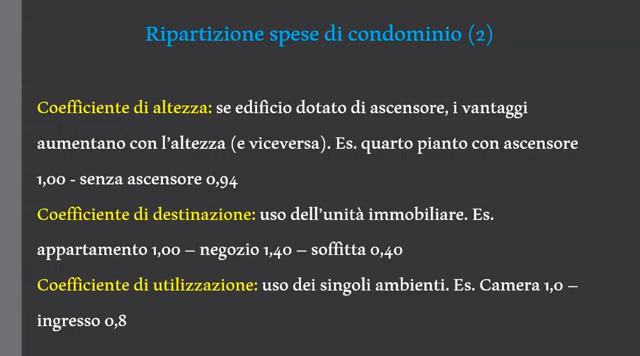 Ripartizione spese di condominio (2)
Coefficiente di altezza: se edificio dotato di ascensore, i vantaggi
aumentano con l'altezza (e viceversa). Es. quarto pianto con ascensore
1,00 - senza ascensore 0,94
Coefficiente di destinazione: uso dell'unità immobiliare. Es.
appartamento 1,00 – negozio 1,40 – soffitta 0,40
Coefficiente di utilizzazione: uso dei singoli ambienti. Es. Camera 1,0 –
ingresso 0,8